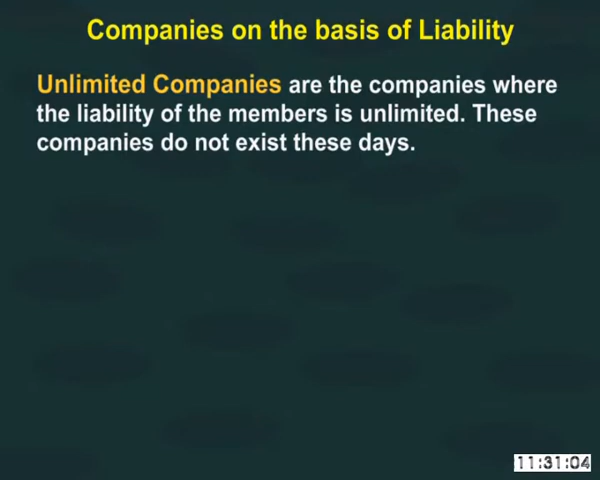 Companies on the basis of Liability
Unlimited Companies are the companies where
the liability of the members is unlimited. These
companies do not exist these days.
11:31:04